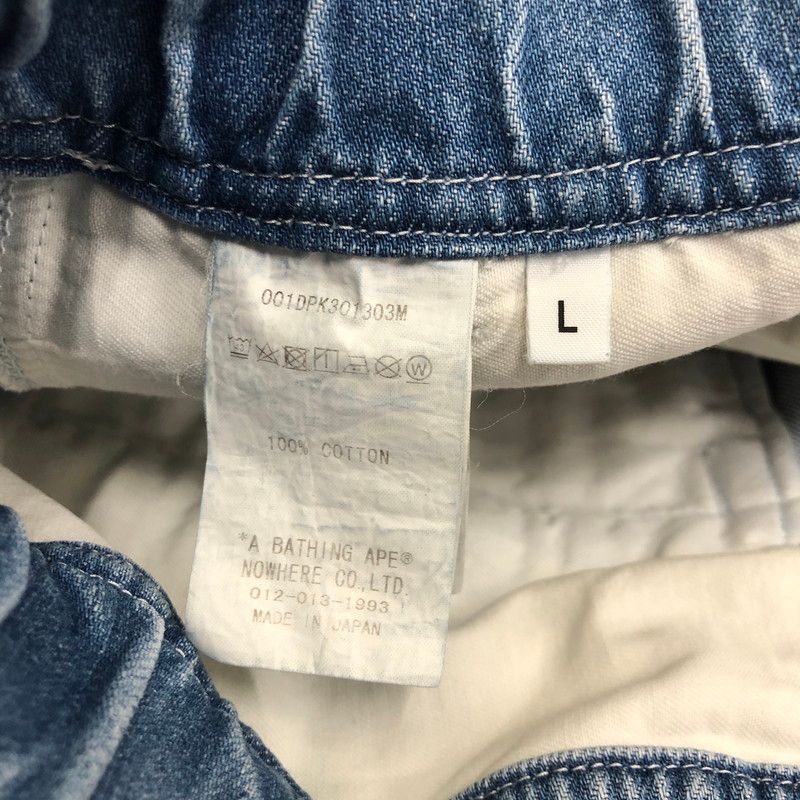 001DPK301303M
L
100% COTTON
*A BATHING APE®
NOWHERE CO.,LTD.
012-013-1993
MADE IN JAPAN